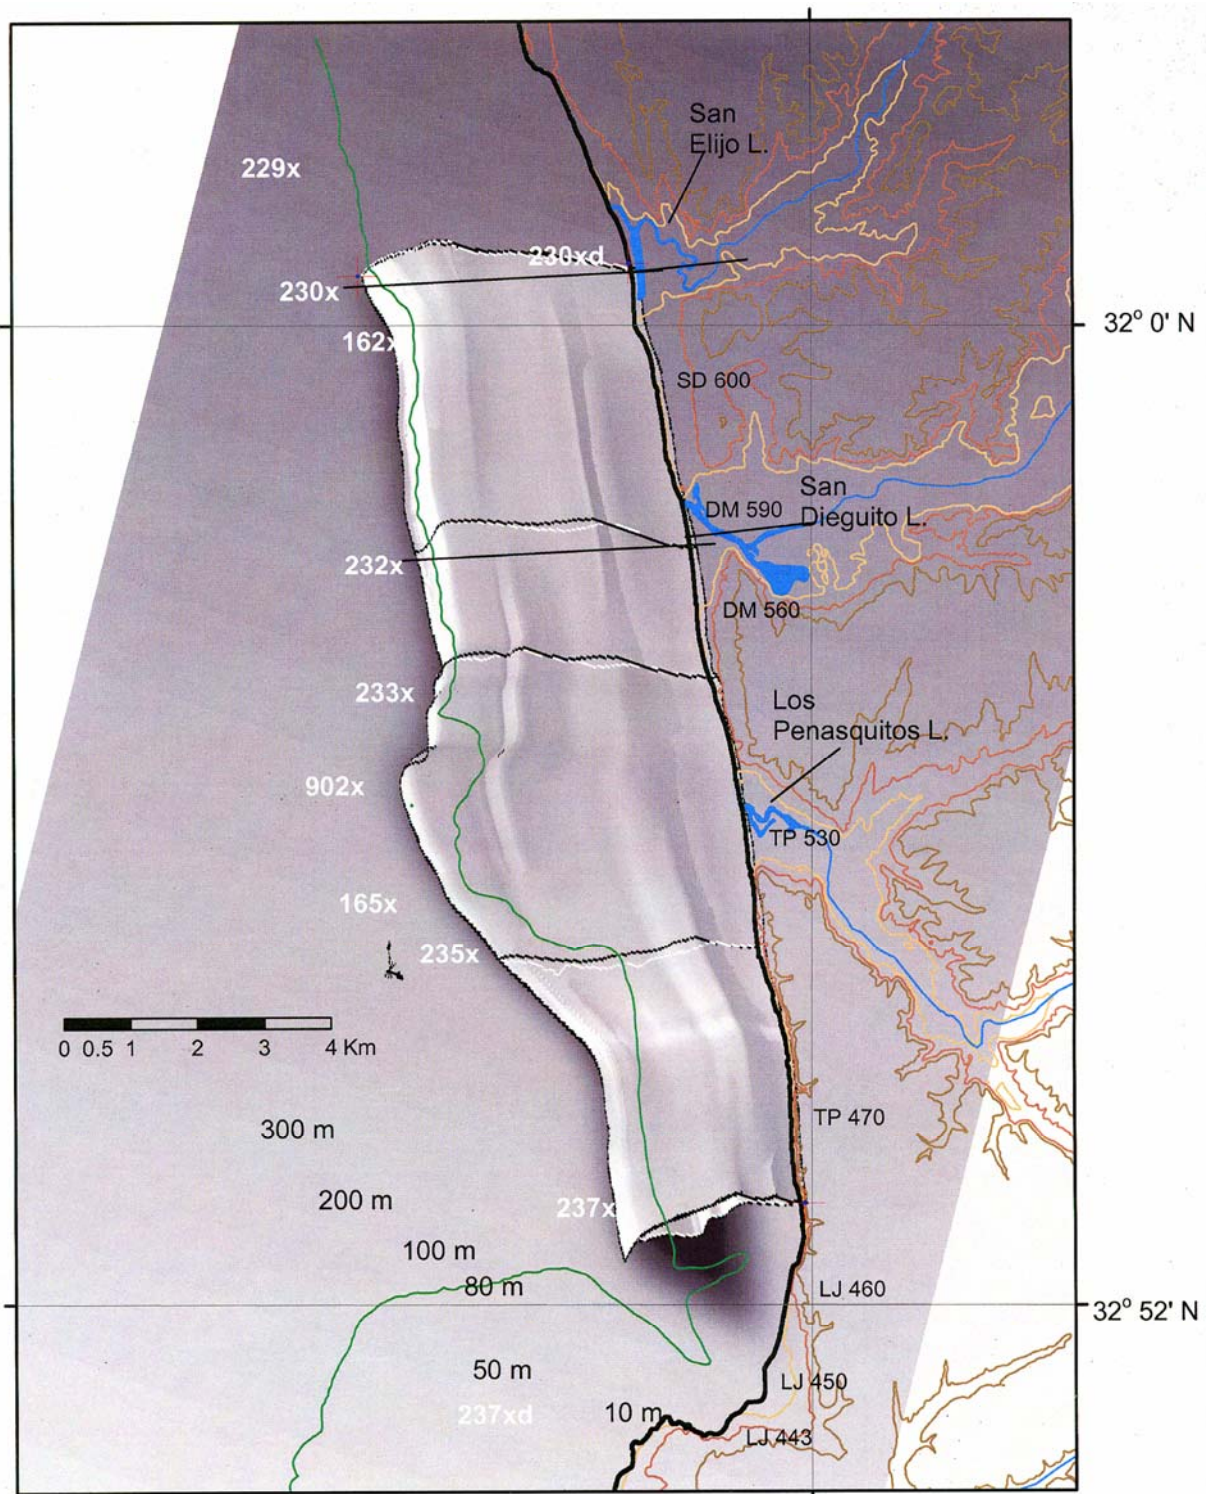 San
Elijo L.
229x
230xd
230x
32° 0' N
162x
SD 600
San
Dieguito L.
DM 590
232x
DM 560
233x
Los
Penasquitos L.
902x
TP 530
165x
235x
0 0.5 1 2 3 4 Km
300 m
TP 470
200 m
237x
100 m
80 m
LJ 460
32° 52' N
50 m
LJ 450
237xd
10 m
LJ 443